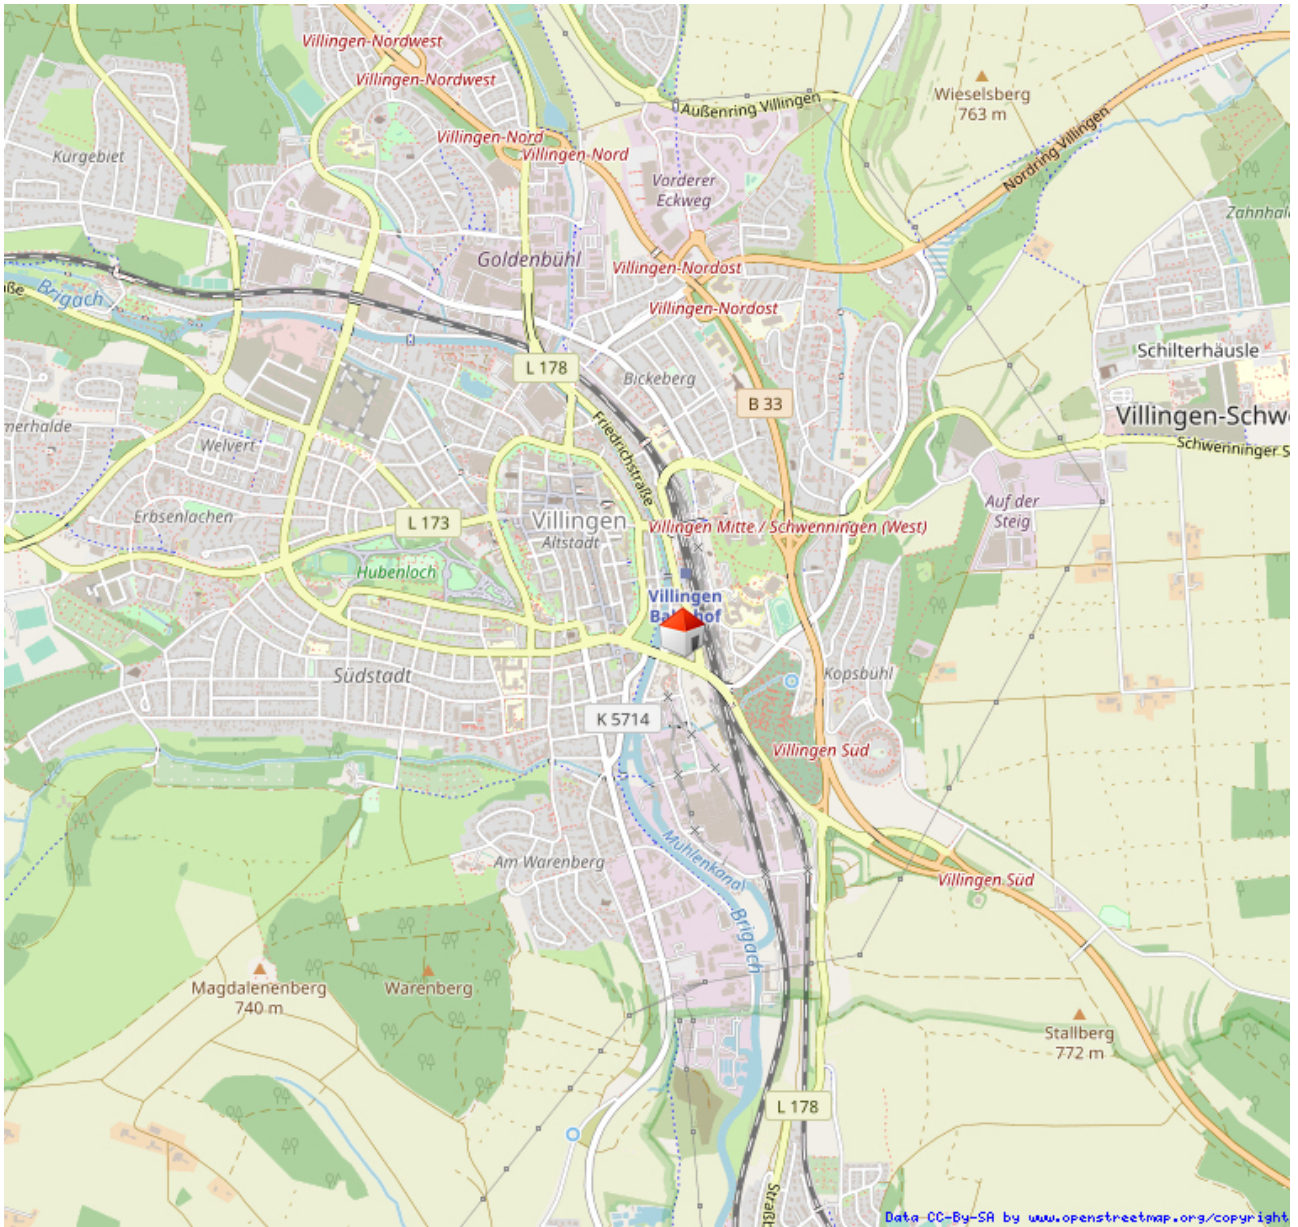 Villingen-Nordwest
Villingen-Nordwest
Wieselsberg
763 m
Außenring Villingen
Villingen-Nord
Villingen-Nord
Nordring Villingen
Kurgebiet
Vorderer
Eckweg
Zahnhal
Goldenbühl
Villingen-Nordost
Brigach
Villingen-Nordost
Schilterhäusle
L 178
Bickeberg
B 33
Villingen-Schwe
merhalde
Welvert
Friedrichstraße
Schwenninger S
Auf der
Steig
Erbsenlachen
L 173
Villingen
Altstadt
Villingen Mitte / Schwenningen (West)
Hubenloch
Villingen
Südstadt
Kopsbühl
K 5714
Villingen Süd
Am Warenberg
Mühlenkanal
Villingen Süd
Brigach
Magdalenenberg
740 m
Warenberg
Stallberg
772 m
L 178
Data CC-By-SA by www.openstreetmap.org/copyright